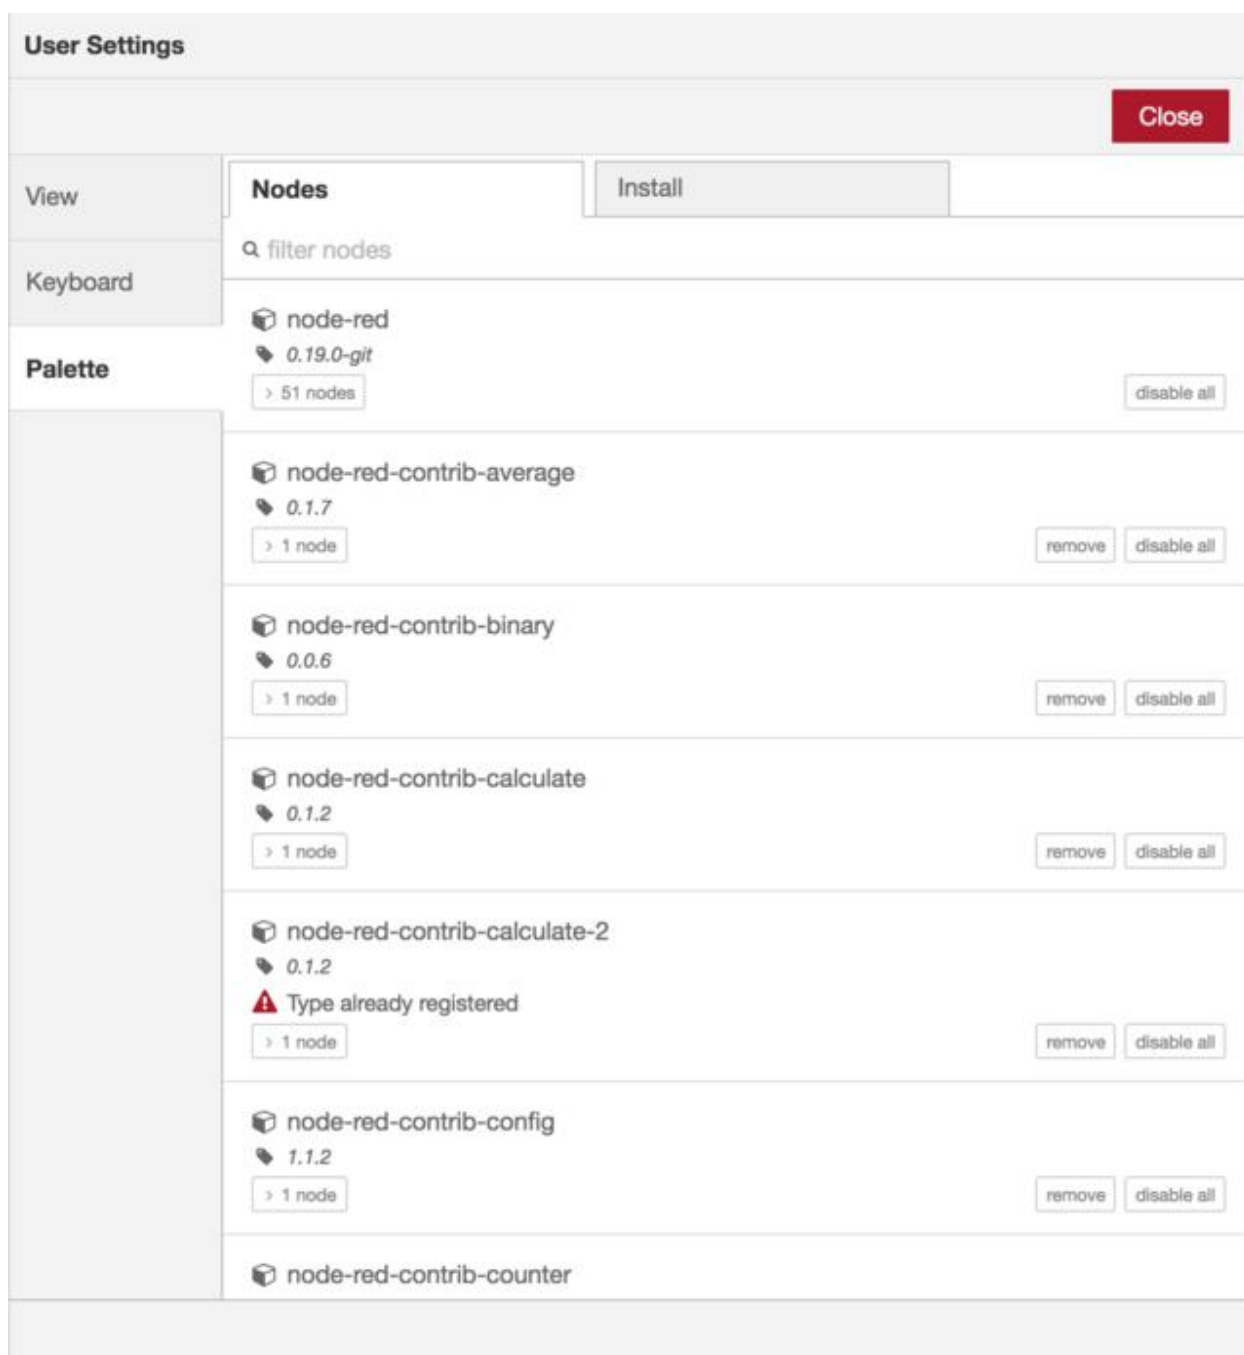 User Settings
Close
View
Keyboard
Palette
Nodes
Install
filter nodes
node-red
0.19.0-git
> 51 nodes
disable all
node-red-contrib-average
0.1.7
> 1 node
remove
disable all
node-red-contrib-binary
0.0.6
> 1 node
remove
disable all
node-red-contrib-calculate
0.1.2
> 1 node
remove
disable all
node-red-contrib-calculate-2
0.1.2
Type already registered
> 1 node
remove
disable all
node-red-contrib-config
1.1.2
> 1 node
remove
disable all
node-red-contrib-counter